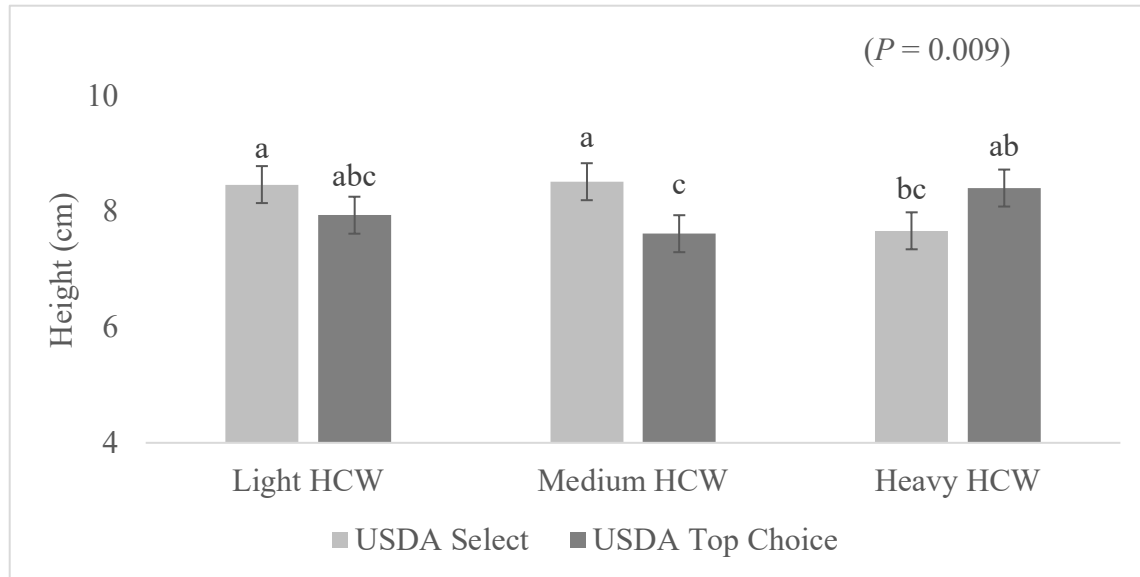 (P = 0.009)
Height (cm)
10
8
6
4
a
abc
a
c
bc
ab
Light HCW
Medium HCW
Heavy HCW
USDA Select
USDA Top Choice